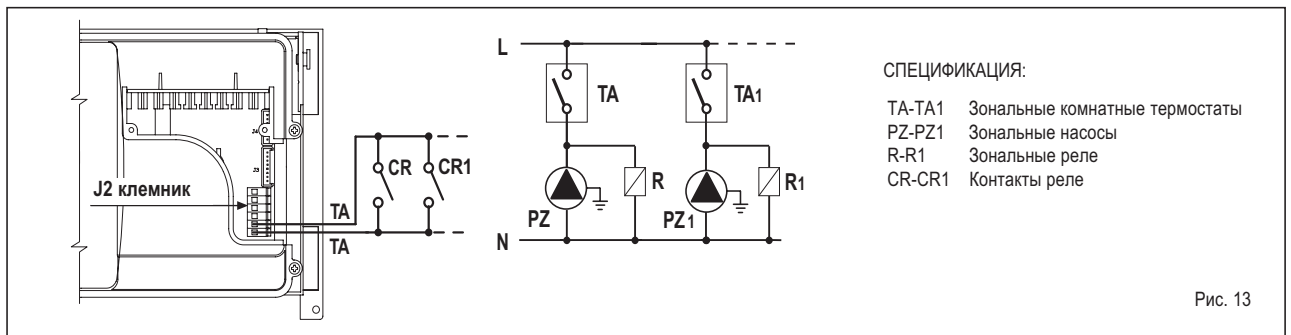 J2 клемник
TA
TA
CR
CR1
L
N
TA
TA1
PZ
R
PZ1
R1
СПЕЦИФИКАЦИЯ:
TA-TA1 Зональные комнатные термостаты
PZ-PZ1 Зональные насосы
R-R1 Зональные реле
CR-CR1 Контакты реле
Рис. 13